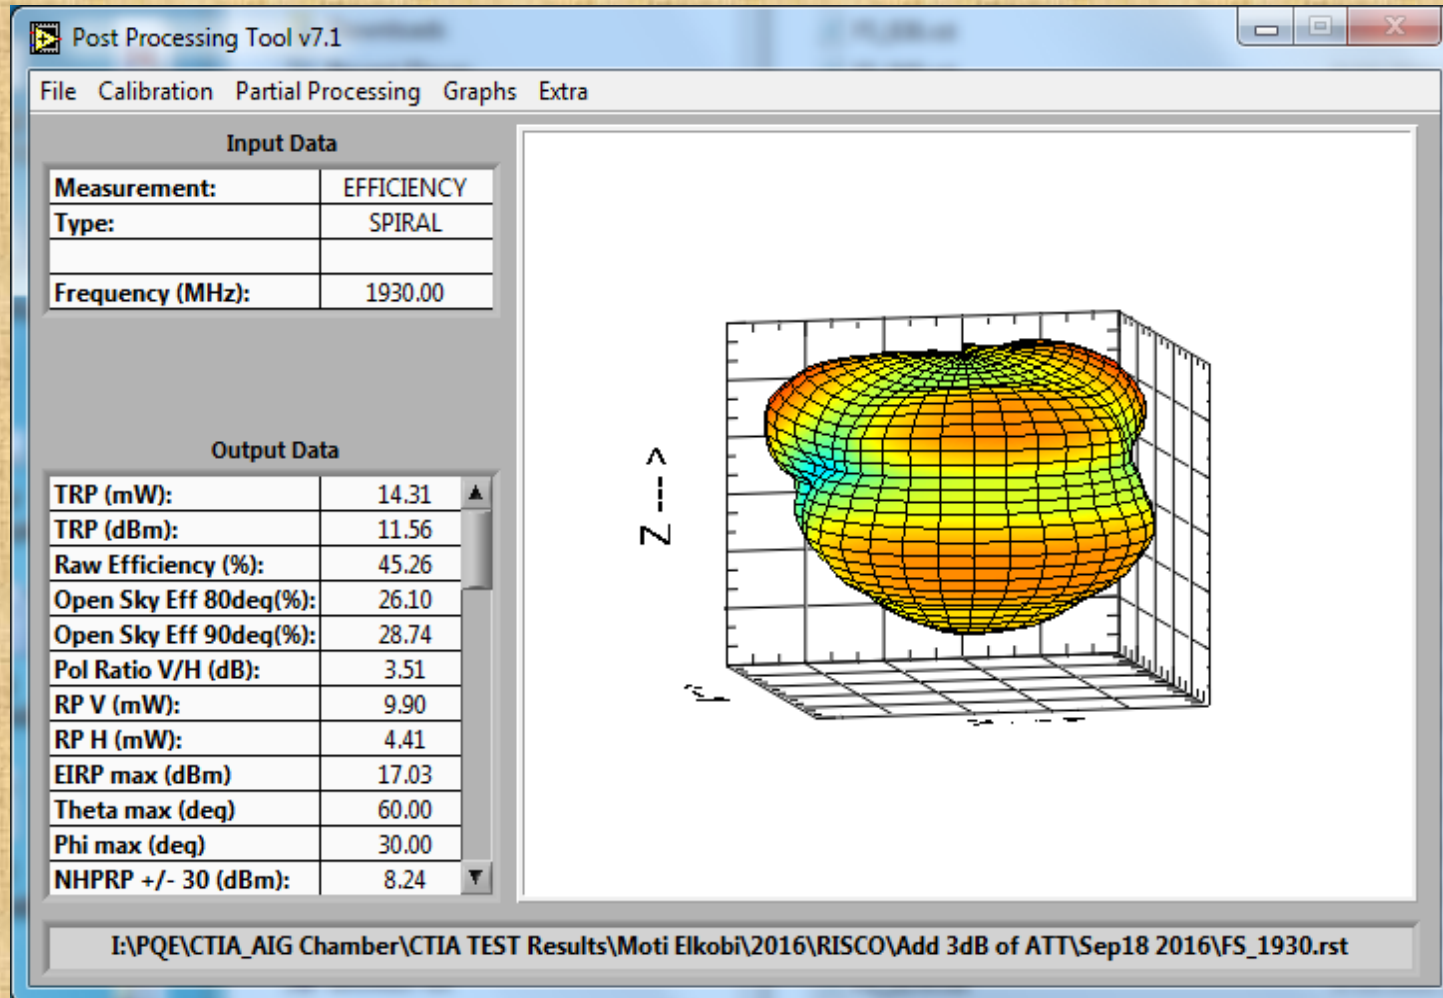 Post Processing Tool v7.1
File Calibration Partial Processing Graphs Extra
Input Data
Measurement: EFFICIENCY
Type: SPIRAL
Frequency (MHz): 1930.00
Output Data
TRP (mW): 14.31
TRP (dBm): 11.56
Raw Efficiency (%): 45.26
Open Sky Eff 80deg(%): 26.10
Open Sky Eff 90deg(%): 28.74
Pol Ratio V/H (dB): 3.51
RP V (mW): 9.90
RP H (mW): 4.41
EIRP max (dBm) 17.03
Theta max (deg) 60.00
Phi max (deg) 30.00
NHPRP +/- 30 (dBm): 8.24
Z --- >
I:\PQE\CTIA_AIG Chamber\CTIA TEST Results\Moti Elkobi\2016\RISCO\Add 3dB of ATT\Sep18 2016\FS_1930.rst